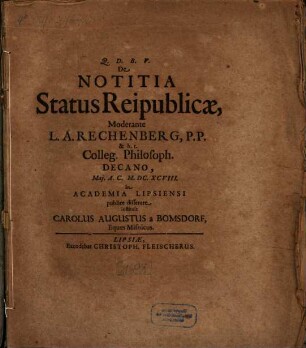 Q. D. B. V.
De
NOTITIA
Status Reipublicæ,
Moderante
L. A. RECHENBERG, P. P.
& h. t.
Colleg. Philosoph.
DECANO,
A. C. M. DC. XCVIII.
In
ACADEMIA LIPSIENSI
publice disseret
CAROLUS AUGUSTUS a BOMSDORF,
Eques Misnicus.
LIPSIÆ,
Excudebat CHRISTOPH. FLEISCHERUS.